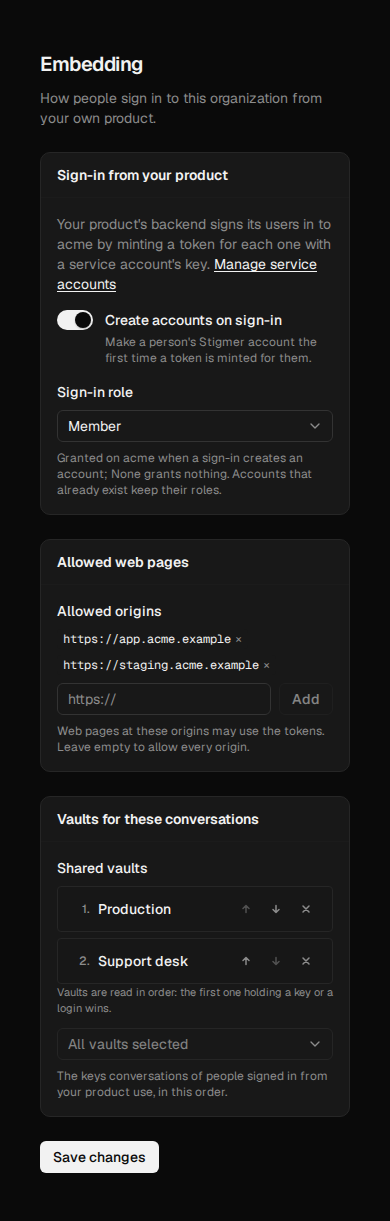 Embedding
How people sign in to this organization from
your own product.
Sign-in from your product
Your product's backend signs its users in to
acme by minting a token for each one with
a service account's key. Manage service
accounts
Create accounts on sign-in
Make a person's Stigmer account the
first time a token is minted for them.
Sign-in role
Member
Granted on acme when a sign-in creates an
account; None grants nothing. Accounts that
already exist keep their roles.
Allowed web pages
Allowed origins
https://app.acme.example ×
https://staging.acme.example ×
https://
Add
Web pages at these origins may use the tokens.
Leave empty to allow every origin.
Vaults for these conversations
Shared vaults
1. Production
2. Support desk
Vaults are read in order: the first one holding a key or a
login wins.
All vaults selected
The keys conversations of people signed in from
your product use, in this order.
Save changes